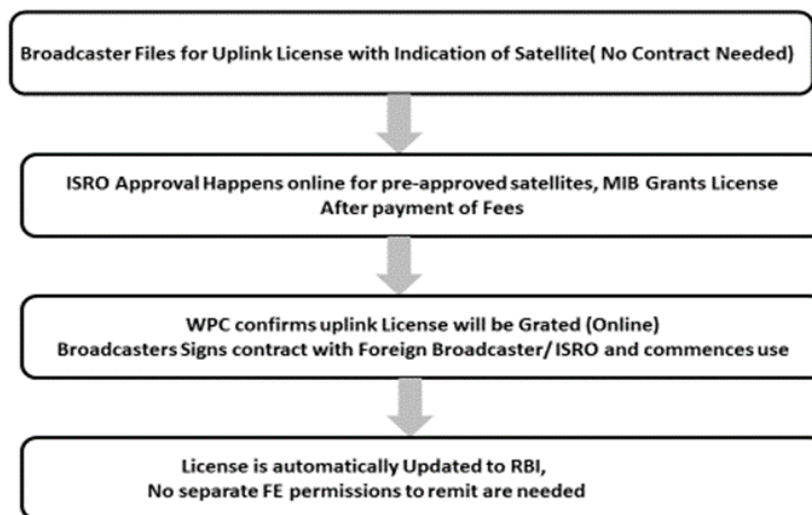 Broadcaster Files for Uplink License with Indication of Satellite( No Contract Needed)
ISRO Approval Happens online for pre-approved satellites, MIB Grants License
After payment of Fees
WPC confirms uplink License will be Grated (Online)
Broadcasters Signs contract with Foreign Broadcaster/ ISRO and commences use
License is automatically Updated to RBI,
No separate FE permissions to remit are needed